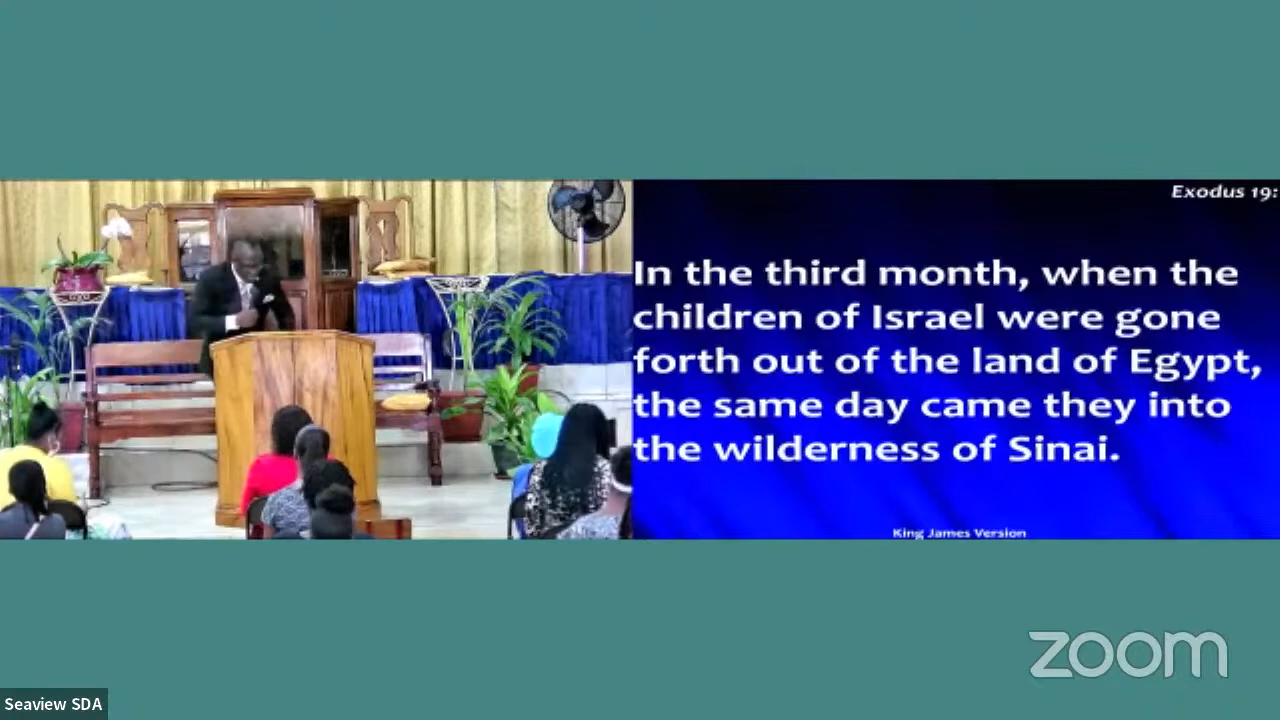 Exodus 19:
In the third month, when the
children of Israel were gone
forth out of the land of Egypt,
the same day came they into
the wilderness of Sinai.
King James Version
zoom
Seaview SDA